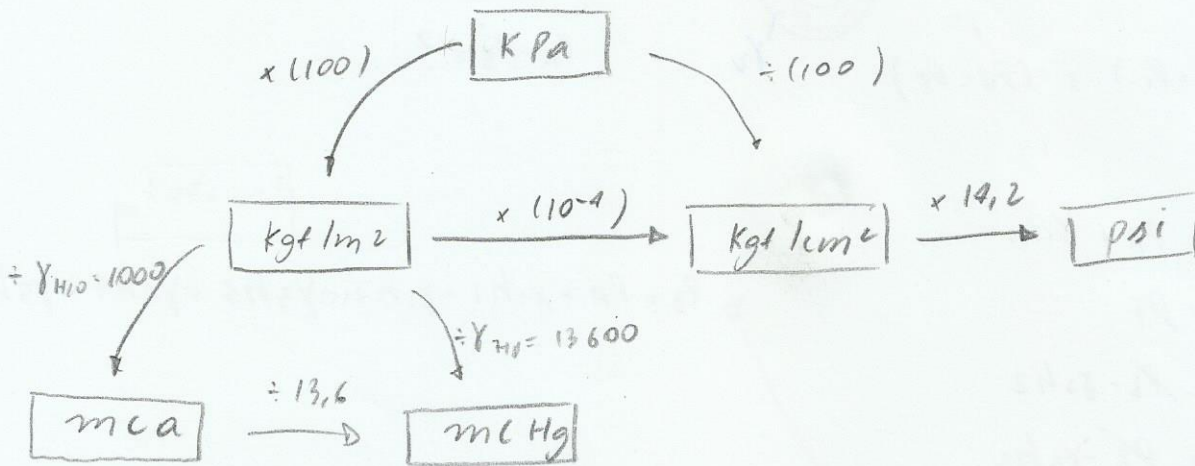 KPa
x (100)
÷ (100)
Kgf/m²
x (10⁻⁴)
Kgf/cm²
x 14,2
psi
÷ γH₂O = 1000
÷ γHg = 13600
mca
÷ 13,6
mcHg